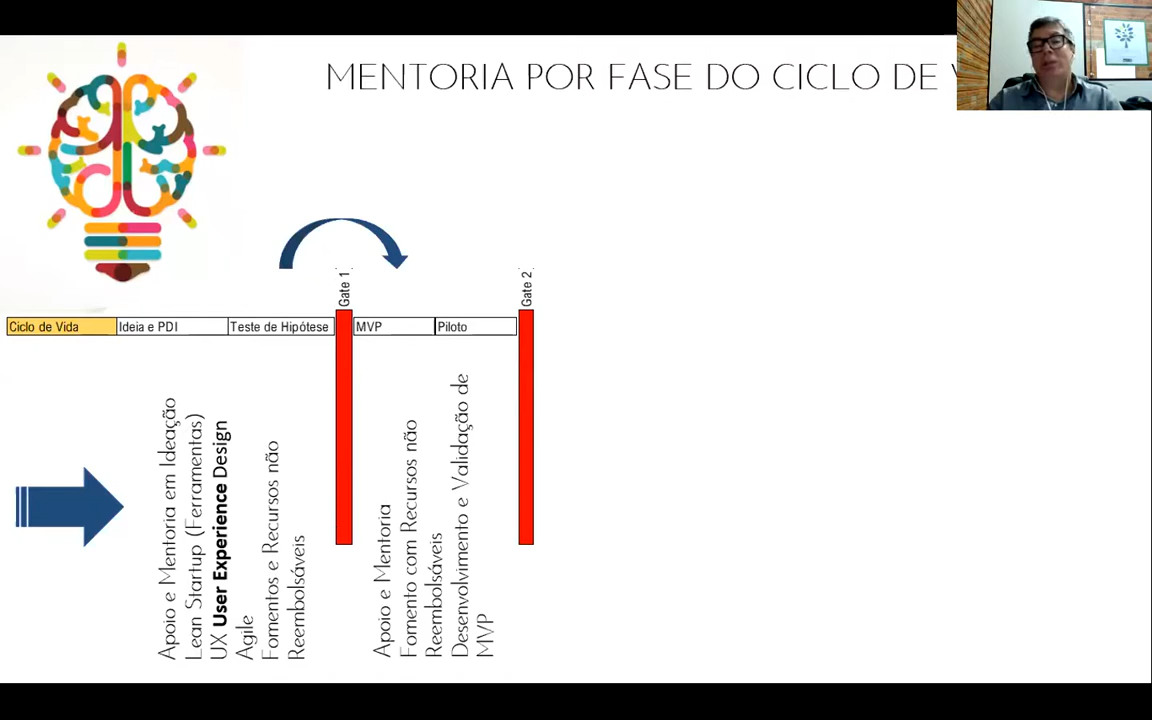 MENTORIA POR FASE DO CICLO DE
Gate 1
Gate 2
Ciclo de Vida
Ideia e PDI
Teste de Hipótese
MVP
Piloto
Apoio e Mentoria em Ideação
Lean Startup (Ferramentas)
UX User Experience Design
Agile
Fomentos e Recursos não
Reembolsáveis
Apoio e Mentoria
Fomento com Recursos não
Reembolsáveis
Desenvolvimento e Validação de
MVP